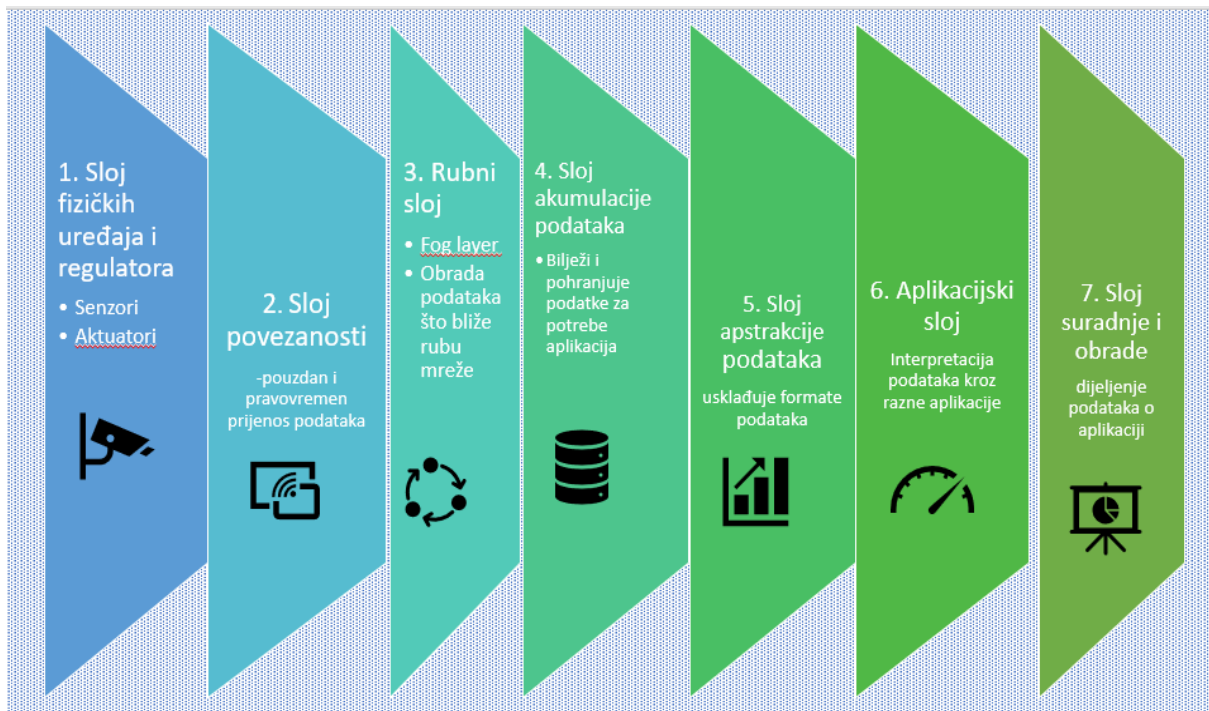 1. Sloj
fizičkih
uređaja i
regulatora
• Senzori
• Aktuatori
2. Sloj
povezanosti
-pouzdan i
pravovremen
prijenos podataka
3. Rubni
sloj
• Fog layer
• Obrada
podataka
što bliže
rubu
mreže
4. Sloj
akumulacije
podataka
• Bilježi i
pohranjuje
podatke za
potrebe
aplikacija
5. Sloj
apstrakcije
podataka
usklađuje formate
podataka
6. Aplikacijski
sloj
Interpretacija
podataka kroz
razne aplikacije
7. Sloj
suradnje i
obrade
dijeljenje
podataka o
aplikaciji